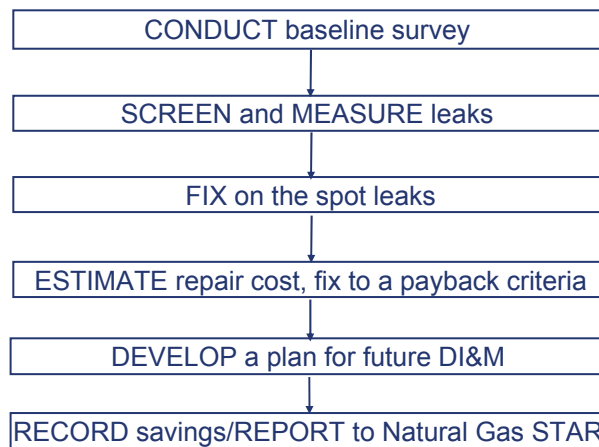 CONDUCT baseline survey
SCREEN and MEASURE leaks
FIX on the spot leaks
ESTIMATE repair cost, fix to a payback criteria
DEVELOP a plan for future DI&M
RECORD savings/REPORT to Natural Gas STAR